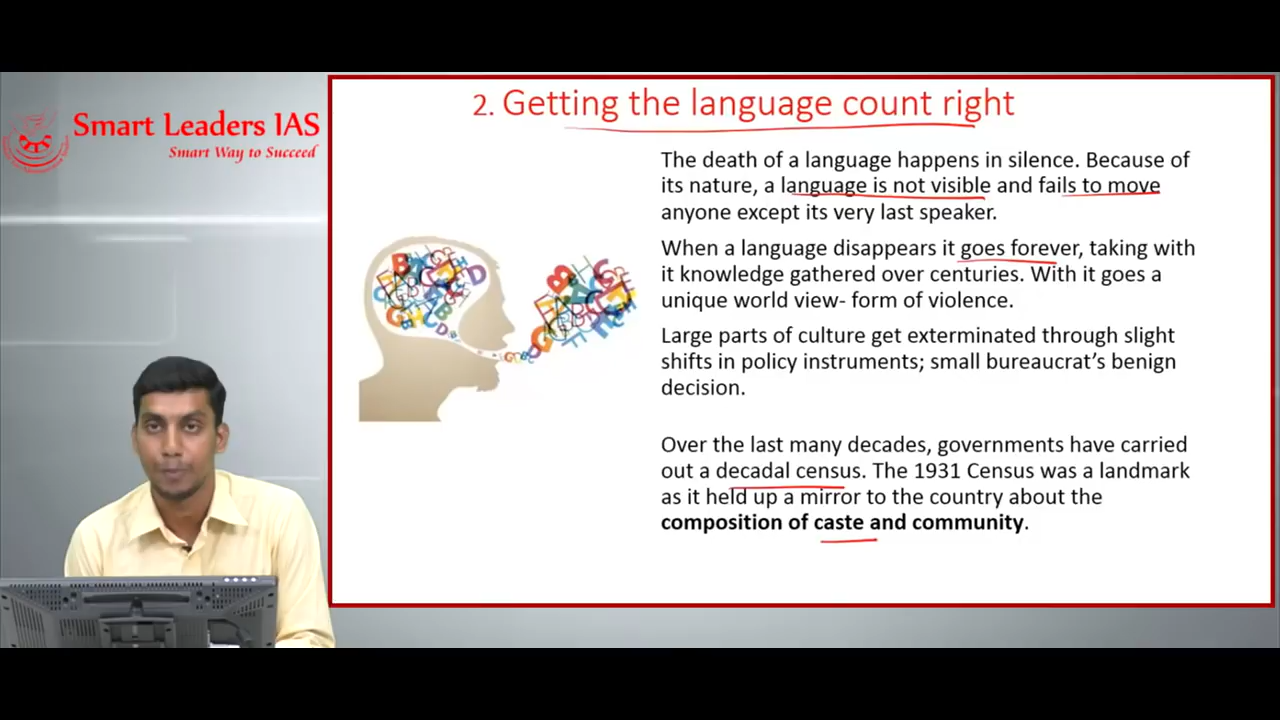 Smart Leaders IAS
Smart Way to Succeed
2. Getting the language count right
The death of a language happens in silence. Because of
its nature, a language is not visible and fails to move
anyone except its very last speaker.
When a language disappears it goes forever, taking with
it knowledge gathered over centuries. With it goes a
unique world view- form of violence.
Large parts of culture get exterminated through slight
shifts in policy instruments; small bureaucrat’s benign
decision.
Over the last many decades, governments have carried
out a decadal census. The 1931 Census was a landmark
as it held up a mirror to the country about the
composition of caste and community.